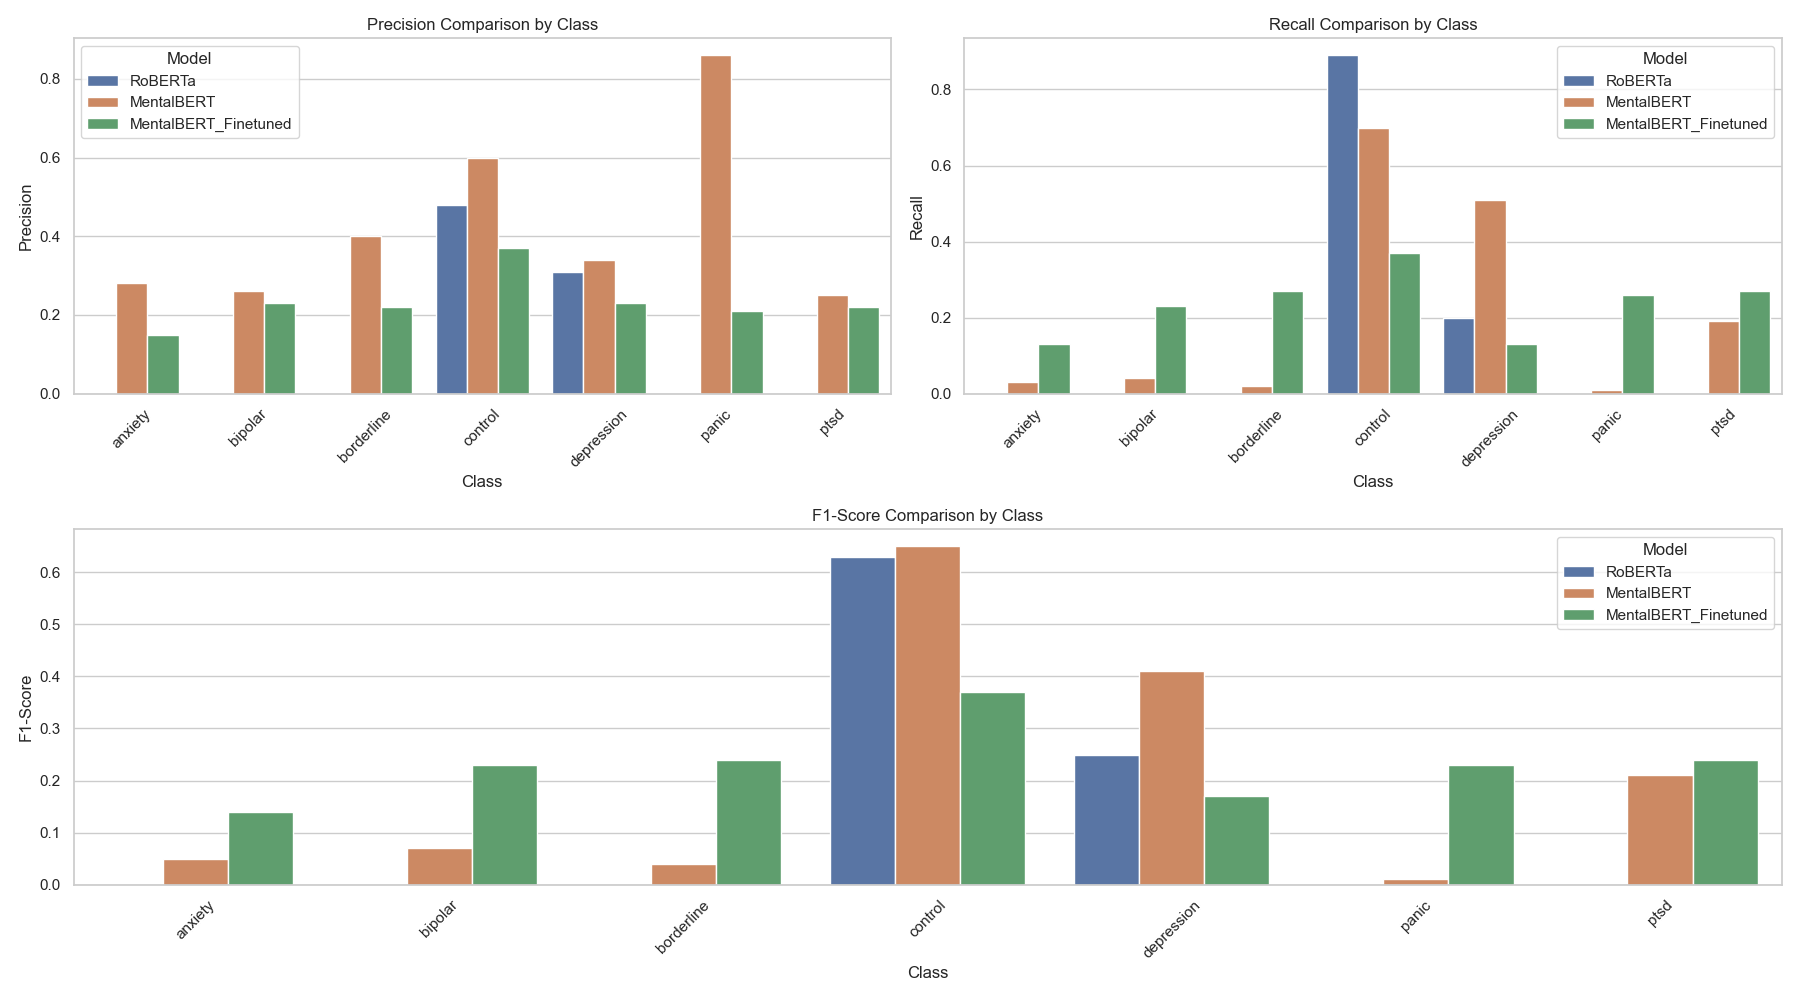 Precision Comparison by Class
Model
RoBERTa
MentalBERT
MentalBERT_Finetuned
Precision
0.8
0.6
0.4
0.2
0.0
anxiety
bipolar
borderline
control
depression
panic
ptsd
Class
Recall Comparison by Class
Model
RoBERTa
MentalBERT
MentalBERT_Finetuned
Recall
0.8
0.6
0.4
0.2
0.0
anxiety
bipolar
borderline
control
depression
panic
ptsd
Class
F1-Score Comparison by Class
Model
RoBERTa
MentalBERT
MentalBERT_Finetuned
F1-Score
0.6
0.5
0.4
0.3
0.2
0.1
0.0
anxiety
bipolar
borderline
control
depression
panic
ptsd
Class